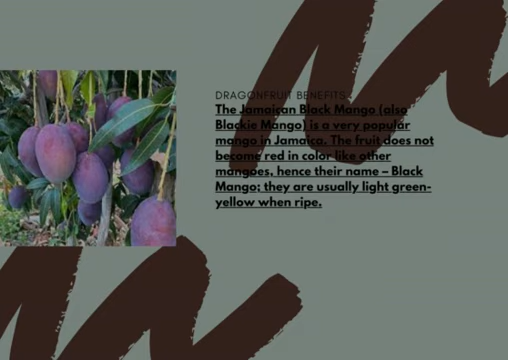 DRAGONFRUIT BENEFITS :
The Jamaican Black Mango (also
Blackie Mango) is a very popular
mango in Jamaica. The fruit does not
become red in color like other
mangoes, hence their name – Black
Mango; they are usually light green-
yellow when ripe.